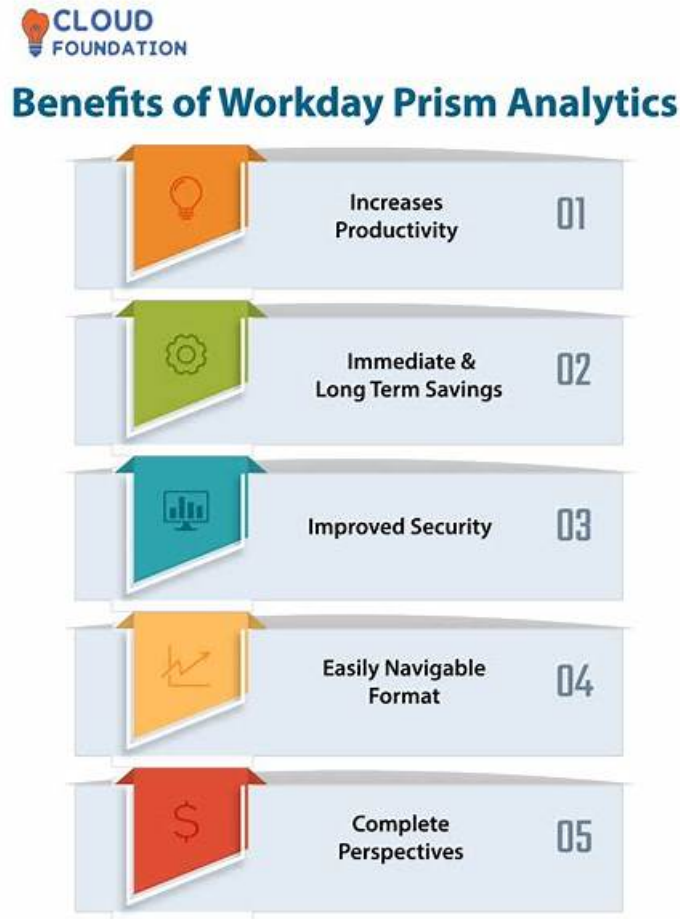 CLOUD
FOUNDATION
Benefits of Workday Prism Analytics
Increases
Productivity
01
Immediate &
Long Term Savings
02
Improved Security
03
Easily Navigable
Format
04
$
Complete
Perspectives
05